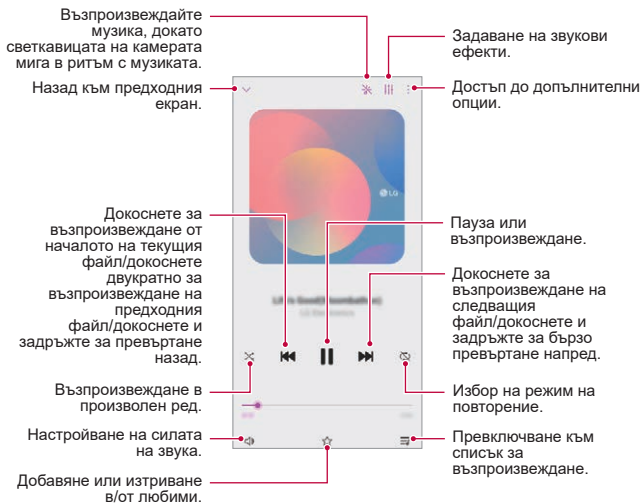 Възпроизвеждайте
музика, докато
светкавицата на камерата
мига в ритъм с музиката.
Задаване на звукови
ефекти.
Назад към предходния
екран.
Достъп до допълнителни
опции.
LG
Докоснете за
възпроизвеждане от
началото на текущия
файл/докоснете
двукратно за
възпроизвеждане на
предходния
файл/докоснете и
задръжте за превъртане
назад.
Пауза или
възпроизвеждане.
Докоснете за
възпроизвеждане на
следващия
файл/докоснете и
задръжте за бързо
превъртане напред.
Възпроизвеждане в
произволен ред.
Избор на режим на
повторение.
Настройване на силата
на звука.
Превключване към
списък за
възпроизвеждане.
Добавяне или изтриване
в/от любими.